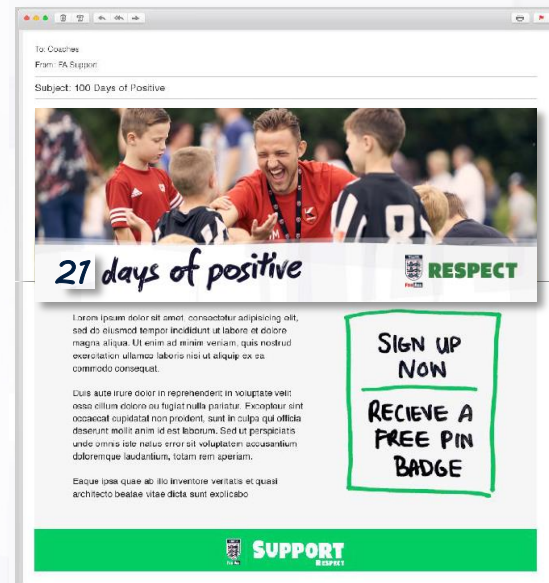 To: Coaches
From: FA Support
Subject: 100 Days of Positive
8
21 days of positive
For All
RESPECT
Lorem ipsum dolor sit amet, consectetur adipisicing elit,
sed do eiusmod tempor incididunt ut labore et dolore
magna aliqua. Ut enim ad minim veniam, quis nostrud
exercitation ullamco laboris nisi ut aliquip ex ea
commodo consequat.
Duis aute irure dolor in reprehenderit in voluptate velit
esse cillum dolore eu fugiat nulla pariatur. Excepteur sint
occaecat cupidatat non proident, sunt in culpa qui officia
deserunt mollit anim id est laborum. Sed ut perspiciatis
unde omnis iste natus error sit voluptatem accusantium
doloremque laudantium, totam rem aperiam.
Eaque ipsa quae ab illo inventore veritatis et quasi
architecto beatae vitae dicta sunt explicabo
SIGN UP
NOW
RECIEVE A
FREE PIN
BADGE
SUPPORT
RESPECT